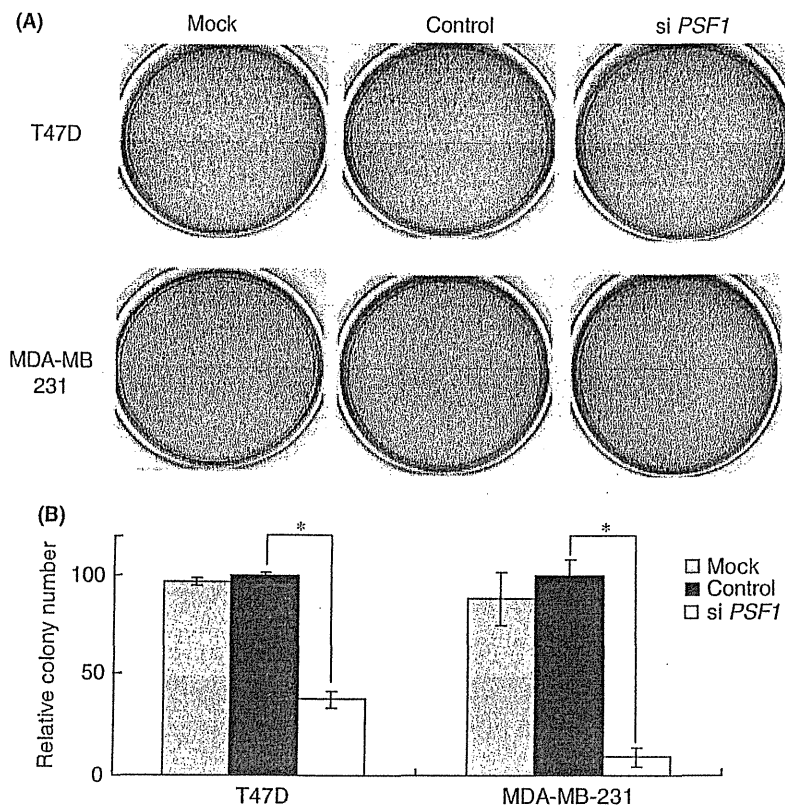 (A)
Mock Control si PSF1
T47D
MDA-MB
231
(B)
Relative colony number
100
50
0
*
*
Mock
Control
si PSF1
T47D MDA-MB-231